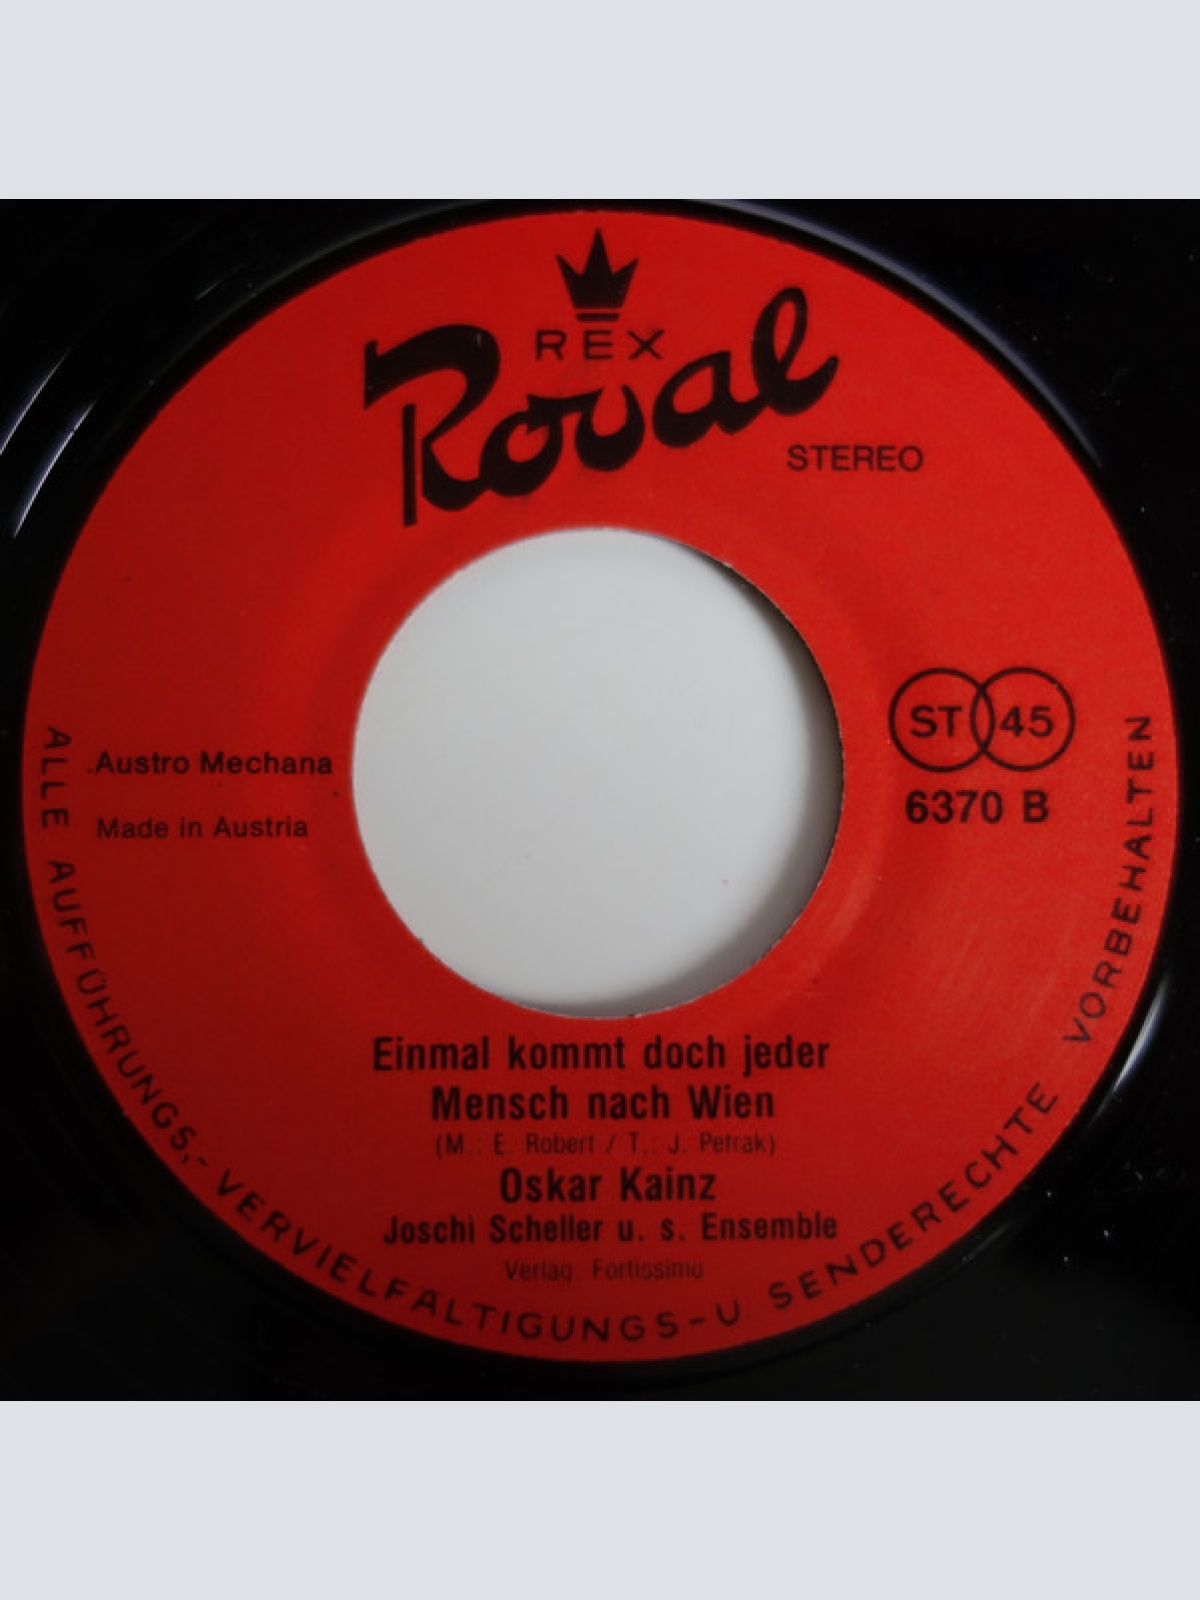 REX
Royal
STEREO
ST 45
6370 B
.Austro Mechana
Made in Austria
Einmal kommt doch jeder
Mensch nach Wien
(M.: E. Robert / T.: J. Petrak)
Oskar Kainz
Joschi Scheller u. s. Ensemble
Verlag Fortissimo
ALLE AUFFÜHRUNGS,- VERVIELFÄLTIGUNGS-U SENDERECHTE VORBEHALTEN